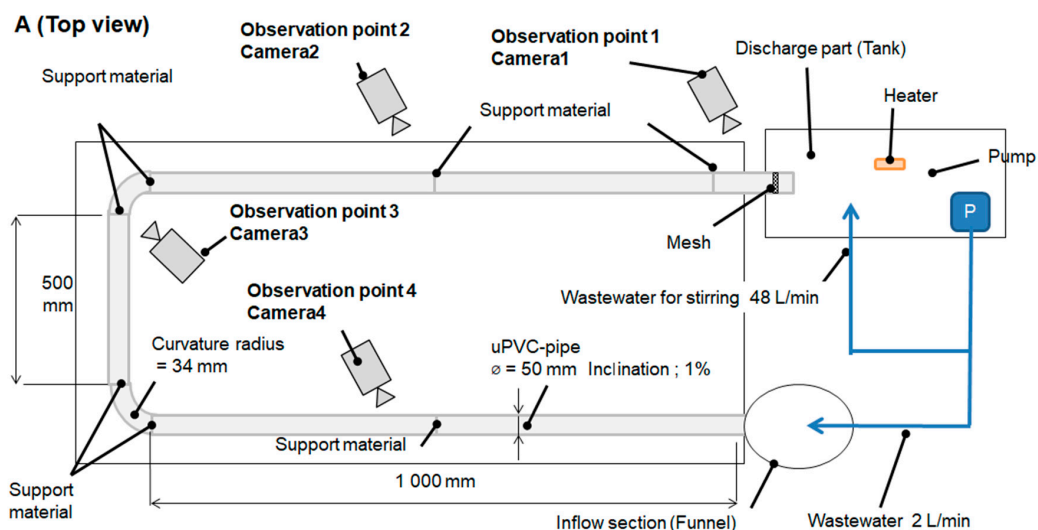 A (Top view)
Observation point 2
Camera2
Observation point 1
Camera1
Discharge part (Tank)
Support material
Support material
Heater
Pump
P
Mesh
Observation point 3
Camera3
500
mm
Wastewater for stirring 48 L/min
Observation point 4
Camera4
Curvature radius
= 34 mm
uPVC-pipe
⌀ = 50 mm Inclination ; 1%
Support material
Support
material
1 000 mm
Inflow section (Funnel)
Wastewater 2 L/min